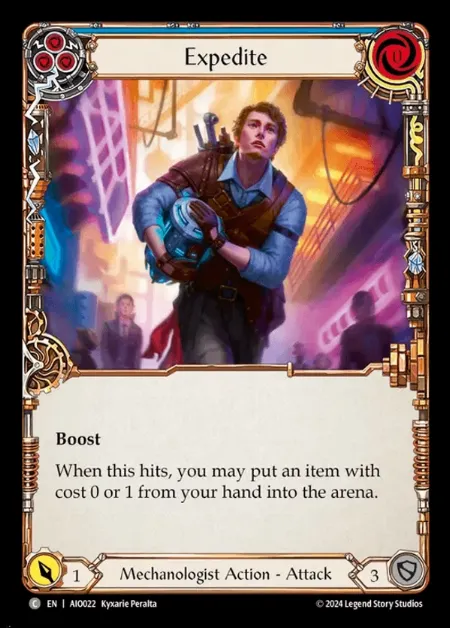 Expedite
1
Boost
When this hits, you may put an item with
cost 0 or 1 from your hand into the arena.
1
Mechanologist Action - Attack
3
C EN | AIO022 Kyxarie Peralta
© 2024 Legend Story Studios